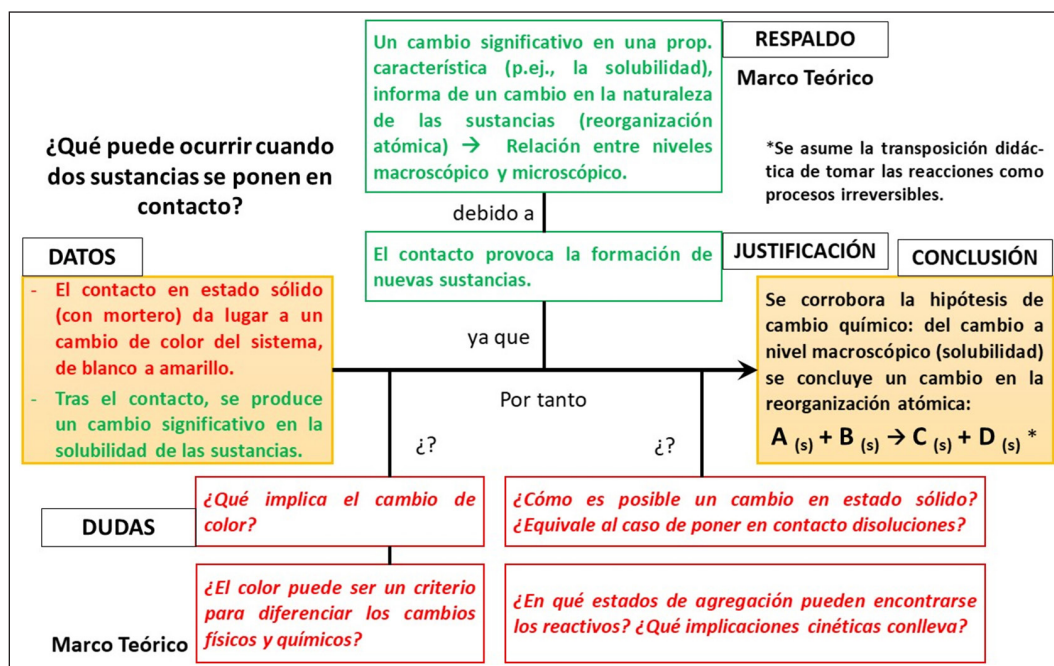 Un cambio significativo en una prop.
característica (p.ej., la solubilidad),
informa de un cambio en la naturaleza
de las sustancias (reorganización
atómica) → Relación entre niveles
macroscópico y microscópico.
RESPALDO
Marco Teórico
¿Qué puede ocurrir cuando
dos sustancias se ponen en
contacto?
*Se asume la transposición didác-
tica de tomar las reacciones como
procesos irreversibles.
debido a
DATOS
- El contacto en estado sólido
(con mortero) da lugar a un
cambio de color del sistema,
de blanco a amarillo.
- Tras el contacto, se produce
un cambio significativo en la
solubilidad de las sustancias.
El contacto provoca la formación de
nuevas sustancias.
JUSTIFICACIÓN
CONCLUSIÓN
Se corrobora la hipótesis de
cambio químico: del cambio a
nivel macroscópico (solubilidad)
se concluye un cambio en la
reorganización atómica:
A (s) + B (s) → C (s) + D (s) *
ya que
Por tanto
¿?
¿?
DUDAS
¿Qué implica el cambio de
color?
¿Cómo es posible un cambio en estado sólido?
¿Equivale al caso de poner en contacto disoluciones?
Marco Teórico
¿El color puede ser un criterio
para diferenciar los cambios
físicos y químicos?
¿En qué estados de agregación pueden encontrarse
los reactivos? ¿Qué implicaciones cinéticas conlleva?